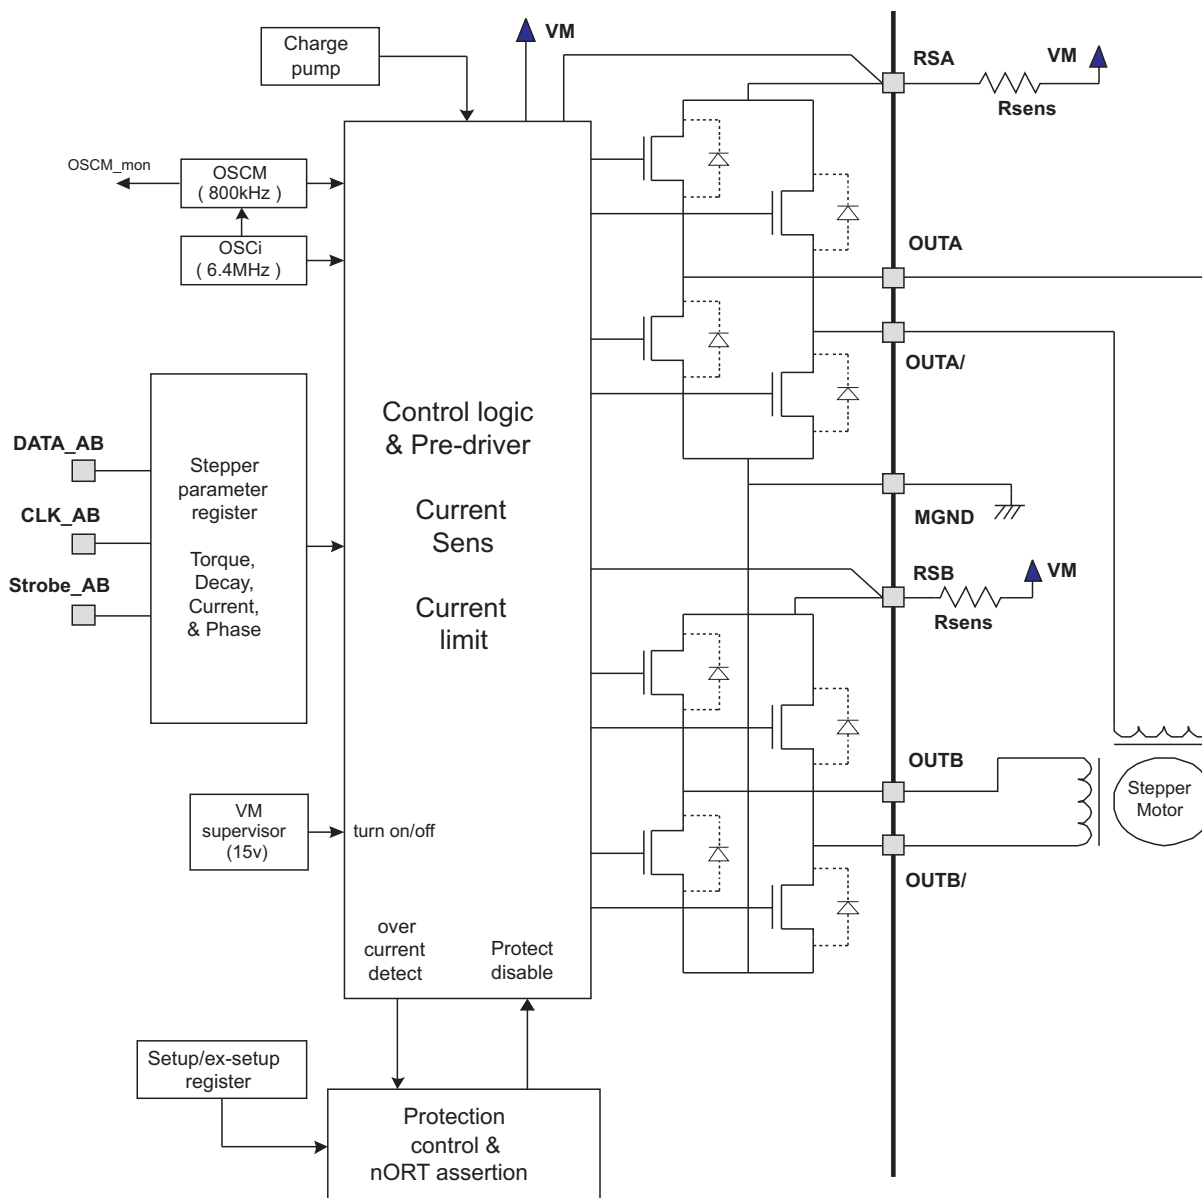 Charge
pump
VM
RSA
VM
Rsens
OSCM_mon
OSCM
( 800kHz )
OSCi
( 6.4MHz )
OUTA
OUTA/
Control logic
& Pre-driver
Current
Sens
Current
limit
DATA_AB
CLK_AB
Strobe_AB
Stepper
parameter
register
Torque,
Decay,
Current,
& Phase
MGND
RSB
VM
Rsens
OUTB
OUTB/
Stepper
Motor
VM
supervisor
(15v)
turn on/off
over
current
detect
Protect
disable
Setup/ex-setup
register
Protection
control &
nORT assertion